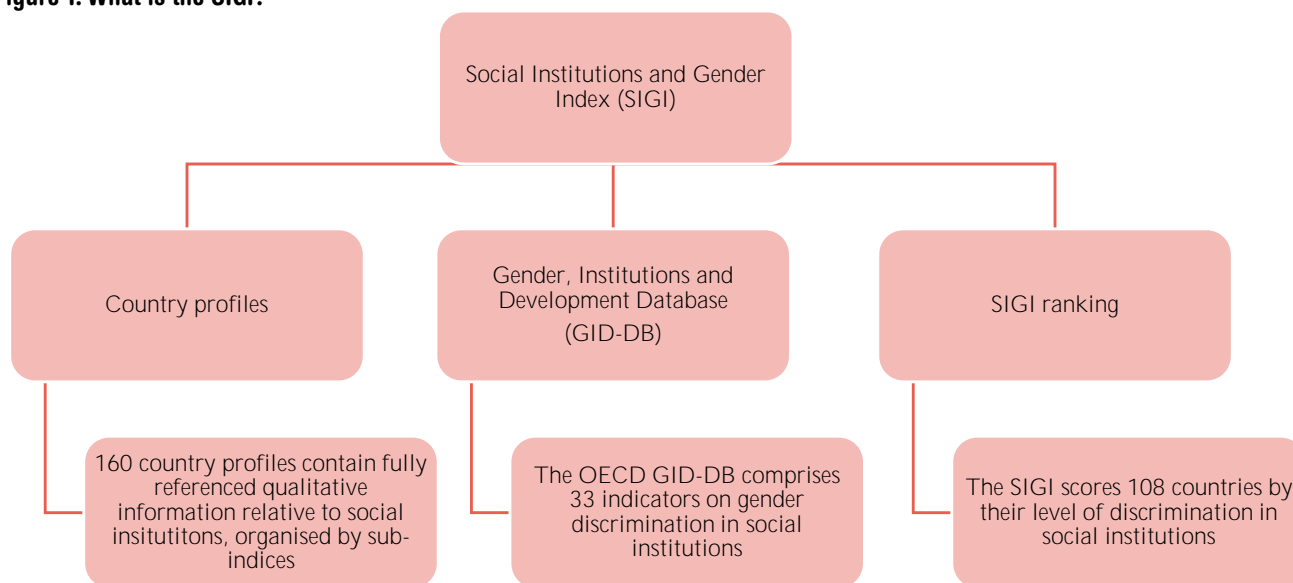 Figure 1. What is the SIGI?
Social Institutions and Gender
Index (SIGI)
Country profiles
Gender, Institutions and
Development Database
(GID-DB)
SIGI ranking
160 country profiles contain fully
referenced qualitative
information relative to social
insitutitons, organised by sub-
indices
The OECD GID-DB comprises
33 indicators on gender
discrimination in social
institutions
The SIGI scores 108 countries by
their level of discrimination in
social institutions